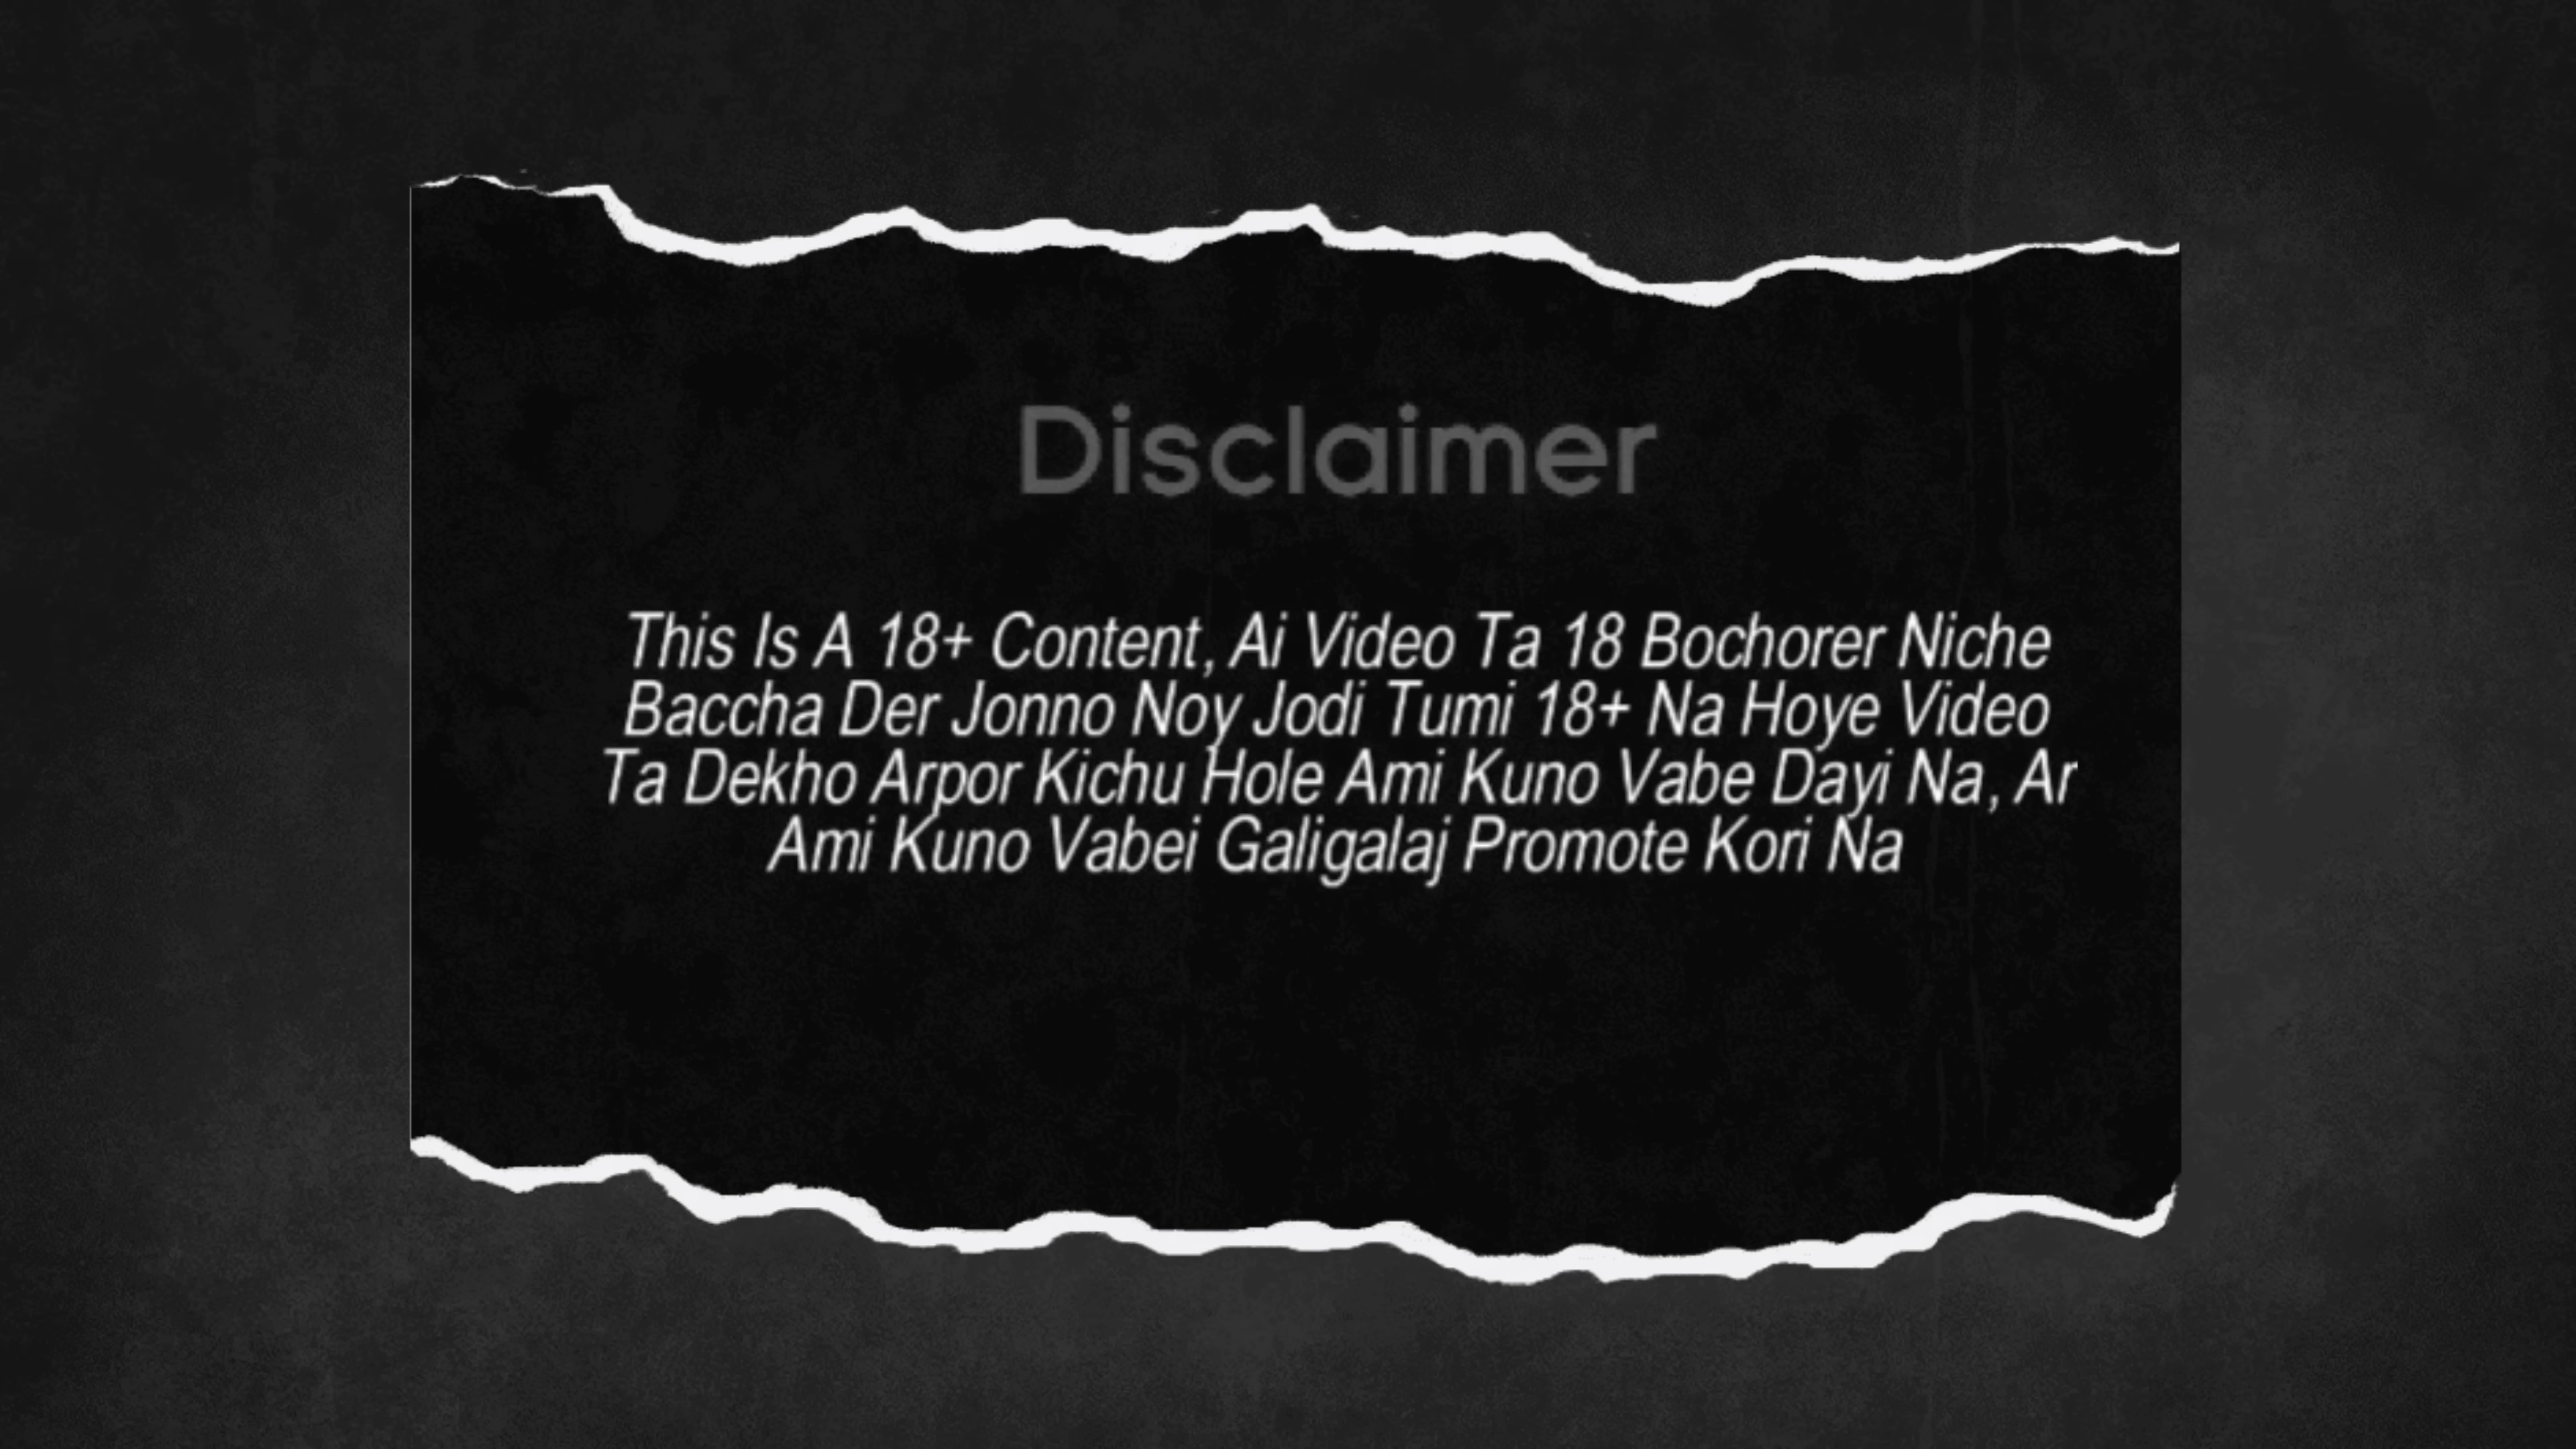 Disclaimer
This Is A 18+ Content, Ai Video Ta 18 Bochorer Niche
Baccha Der Jonno Noy Jodi Tumi 18+ Na Hoye Video
Ta Dekho Arpor Kichu Hole Ami Kuno Vabe Dayi Na, Ar
Ami Kuno Vabei Galigalaj Promote Kori Na